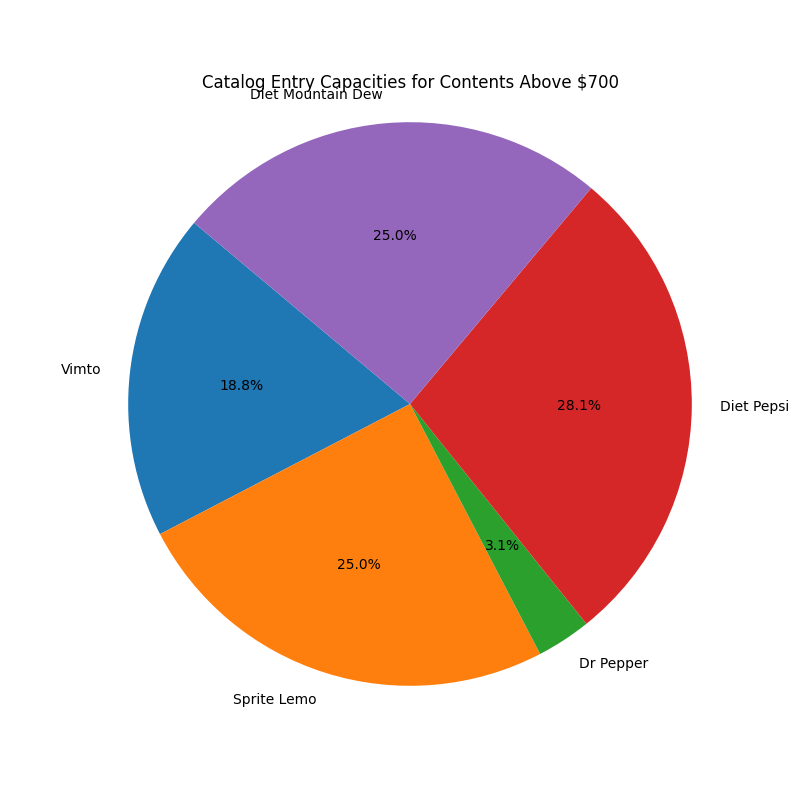 Catalog Entry Capacities for Contents Above $700
Diet Mountain Dew
25.0%
Vimto
18.8%
28.1%
Diet Pepsi
3.1%
25.0%
Dr Pepper
Sprite Lemo